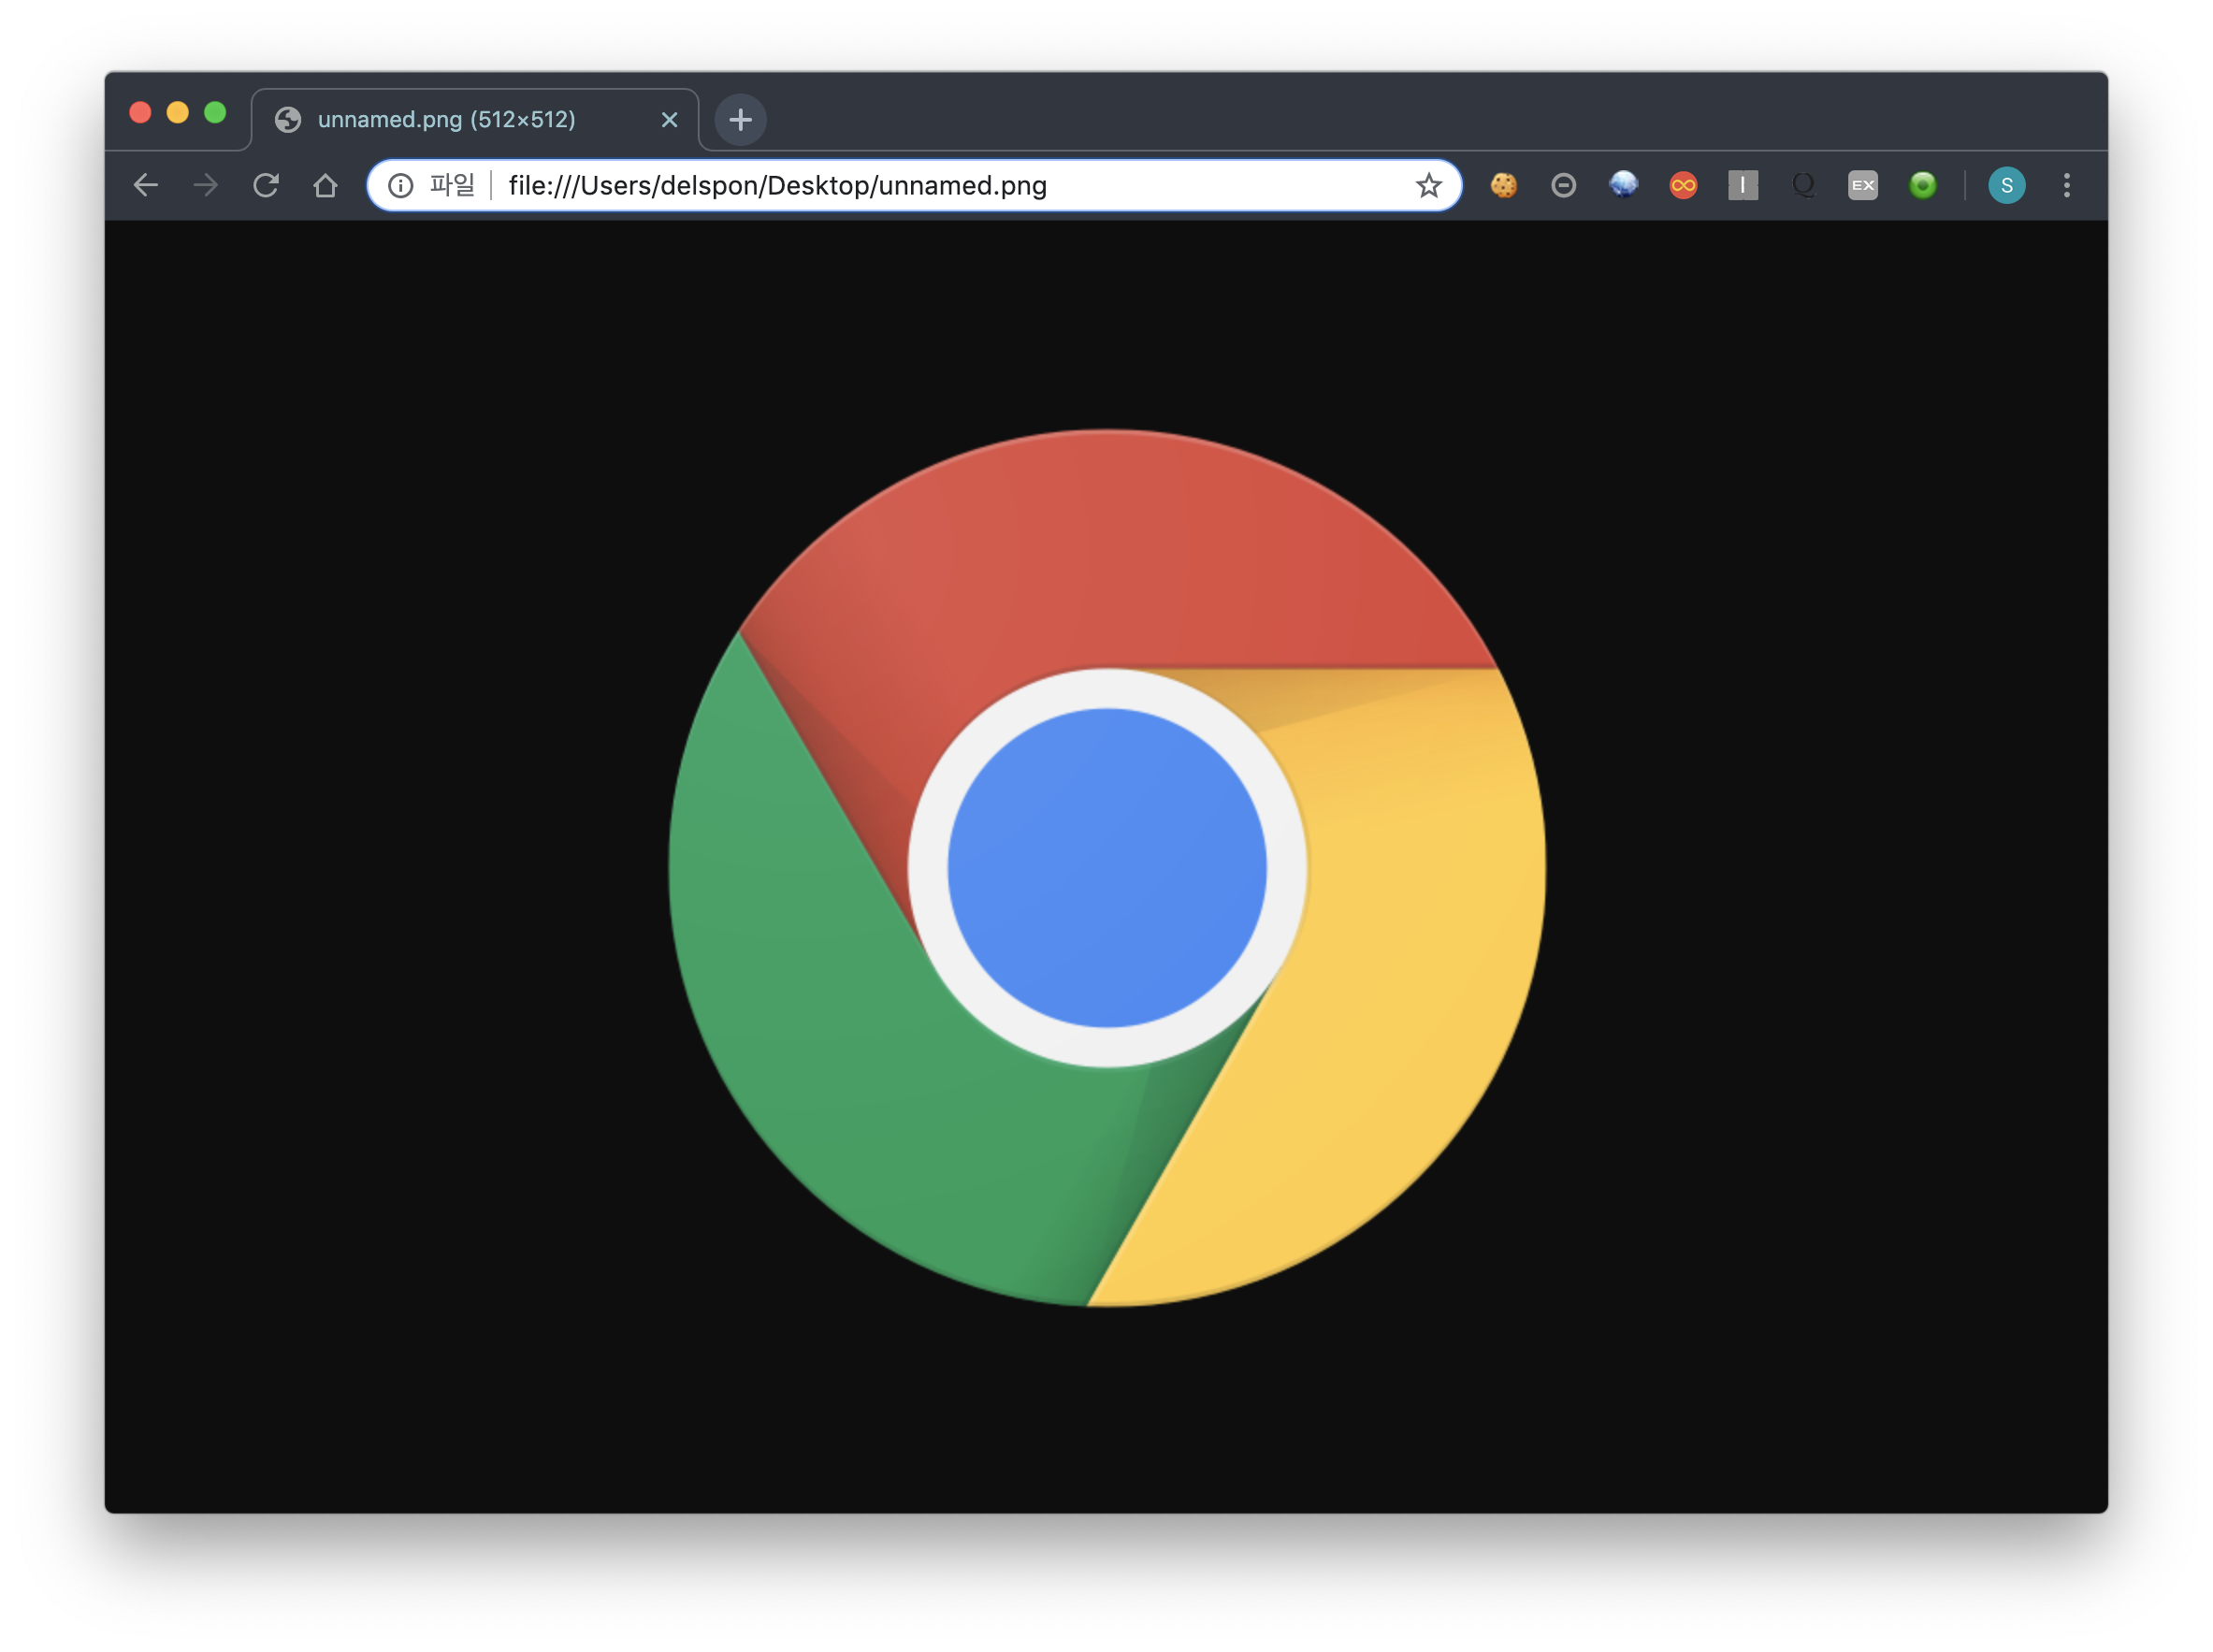 unnamed.png (512×512)
파일 file:///Users/delspon/Desktop/unnamed.png EX S